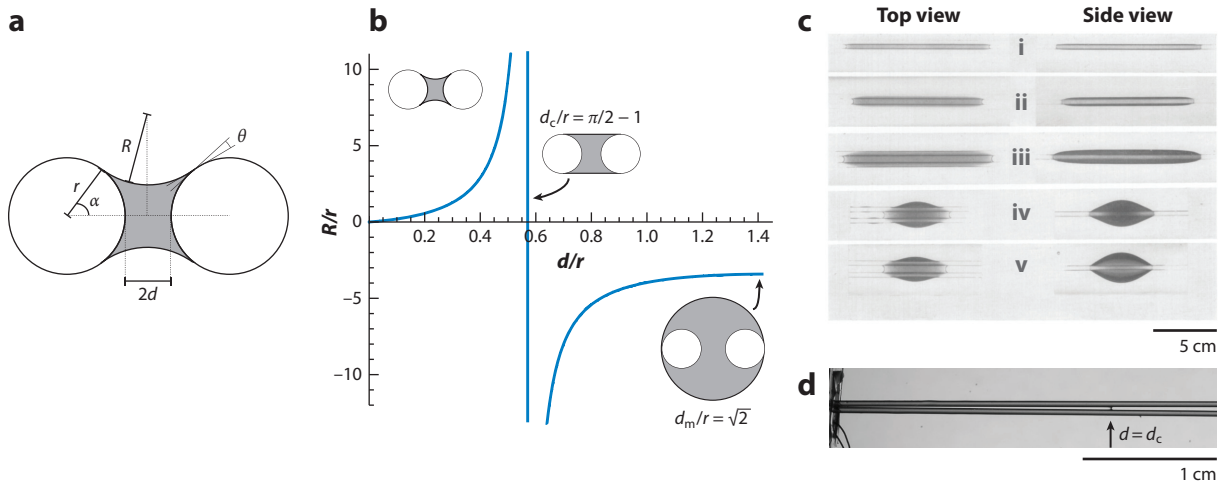 a
R
θ
r
α
2d
b
10
5
0
−5
−10
R/r
0.2
0.4
0.6
0.8
1.0
1.2
1.4
d/r
d_c/r = π/2 − 1
d_m/r = √2
c
Top view
Side view
i
ii
iii
iv
v
5 cm
d
d = d_c
1 cm